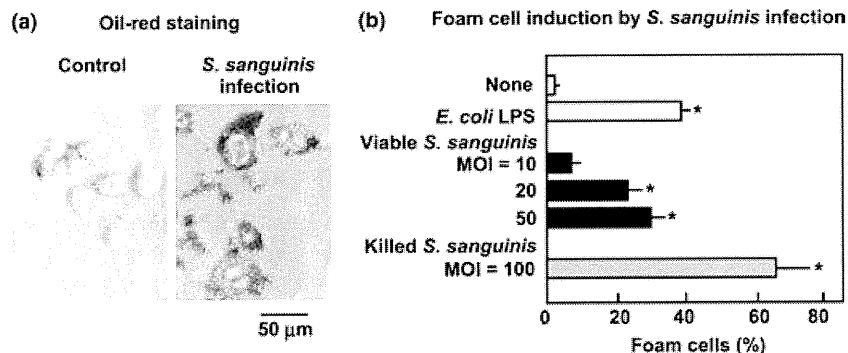 (a) Oil-red staining
Control
S. sanguinis
infection
50 µm
(b) Foam cell induction by S. sanguinis infection
None
E. coli LPS
*
Viable S. sanguinis
MOI = 10
20
*
50
*
Killed S. sanguinis
MOI = 100
*
0 20 40 60 80
Foam cells (%)